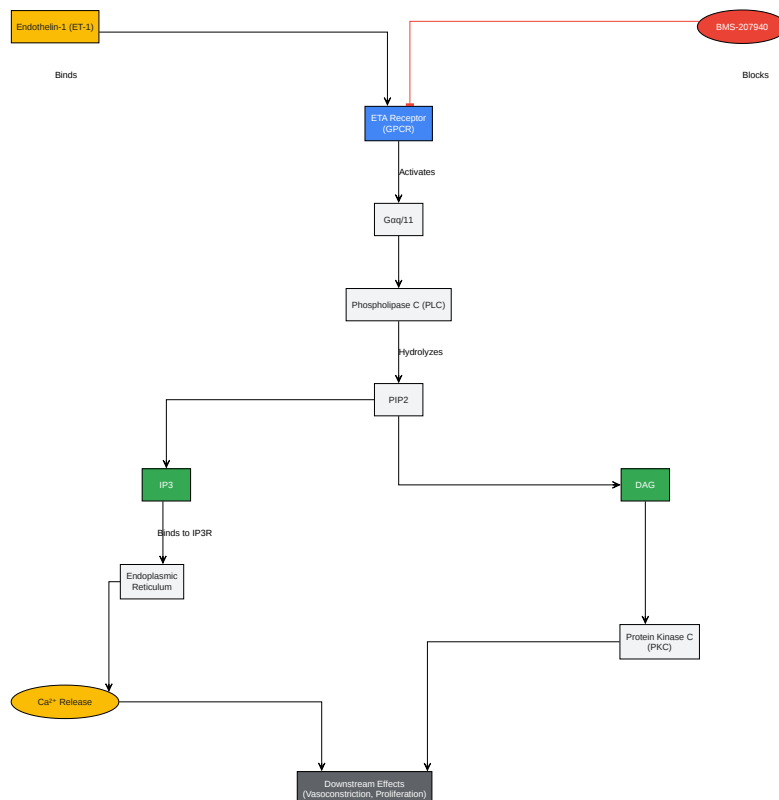 Endothelin-1 (ET-1)
BMS-207940
Binds
Blocks
ETA Receptor
(GPCR)
Activates
Gαq/11
Phospholipase C (PLC)
Hydrolyzes
PIP2
IP3
DAG
Binds to IP3R
Endoplasmic
Reticulum
Protein Kinase C
(PKC)
Ca²⁺ Release
Downstream Effects
(Vasoconstriction, Proliferation)